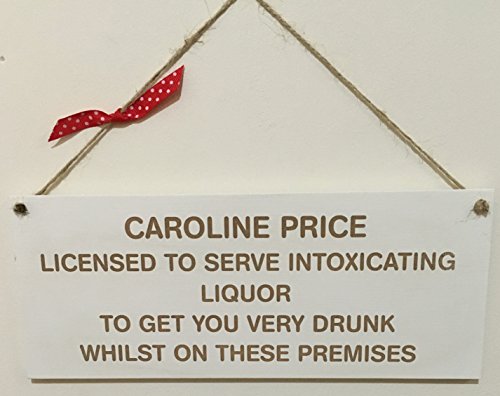 CAROLINE PRICE
LICENSED TO SERVE INTOXICATING
LIQUOR
TO GET YOU VERY DRUNK
WHILST ON THESE PREMISES